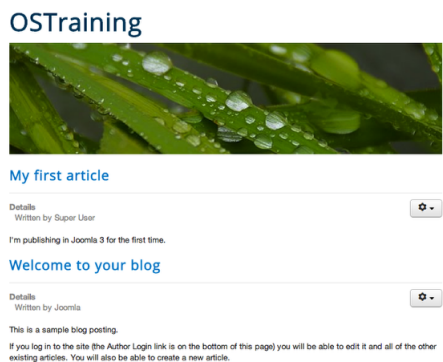 OSTraining
My first article
Details
Written by Super User
I'm publishing in Joomla 3 for the first time.
Welcome to your blog
Details
Written by Joomla
This is a sample blog posting.
If you log in to the site (the Author Login link is on the bottom of this page) you will be able to edit it and all of the other
existing articles. You will also be able to create a new article.